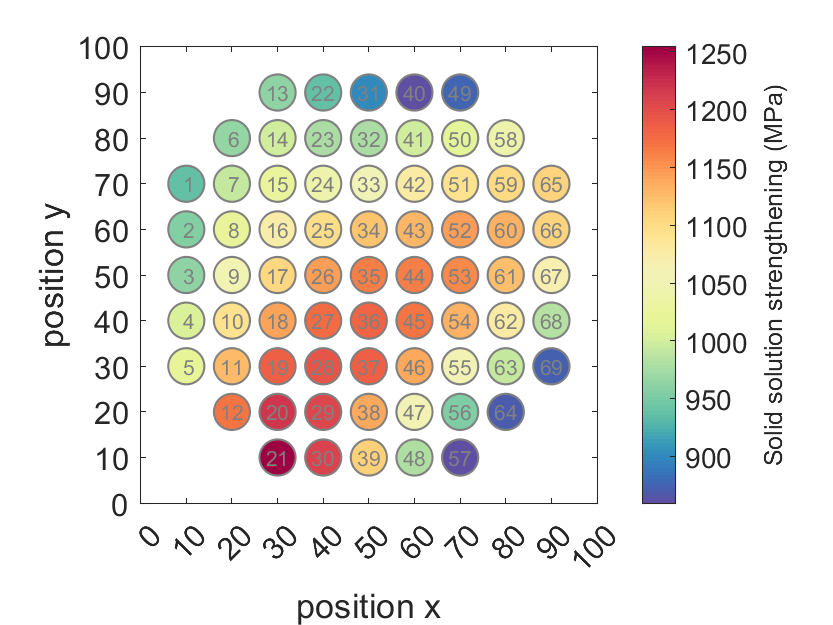 100
90
80
70
60
50
40
30
20
10
0
0 10 20 30 40 50 60 70 80 90 100
position x
position y
13 22 31 40 49
6 14 23 32 41 50 58
1 7 15 24 33 42 51 59 65
2 8 16 25 34 43 52 60 66
3 9 17 26 35 44 53 61 67
4 10 18 27 36 45 54 62 68
5 11 19 28 37 46 55 63 69
12 20 29 38 47 56 64
21 30 39 48 57
1250
1200
1150
1100
1050
1000
950
900
Solid solution strengthening (MPa)